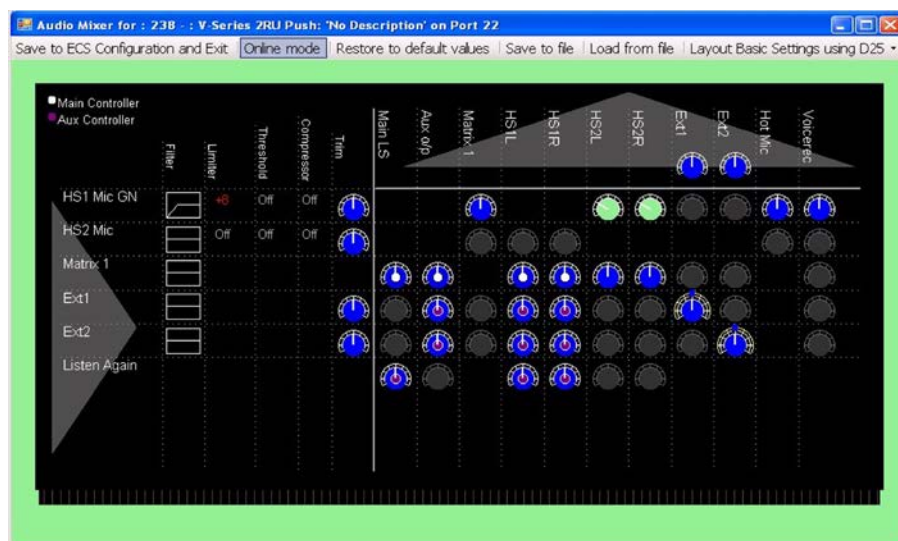 Audio Mixer for : 238 - : V-Series 2RU Push: 'No Description' on Port 22
Save to ECS Configuration and Exit Online mode Restore to default values Save to file Load from file Layout Basic Settings using D25
Main Controller
Aux Controller
Filter Limiter Threshold Compressor Trim Main LS Aux o/p Matrix 1 HS1L HS1R HS2L HS2R Ext1 Ext2 Hot Mic Voicerec
HS1 Mic GN +8 Off Off
HS2 Mic Off Off Off
Matrix 1
Ext1
Ext2
Listen Again